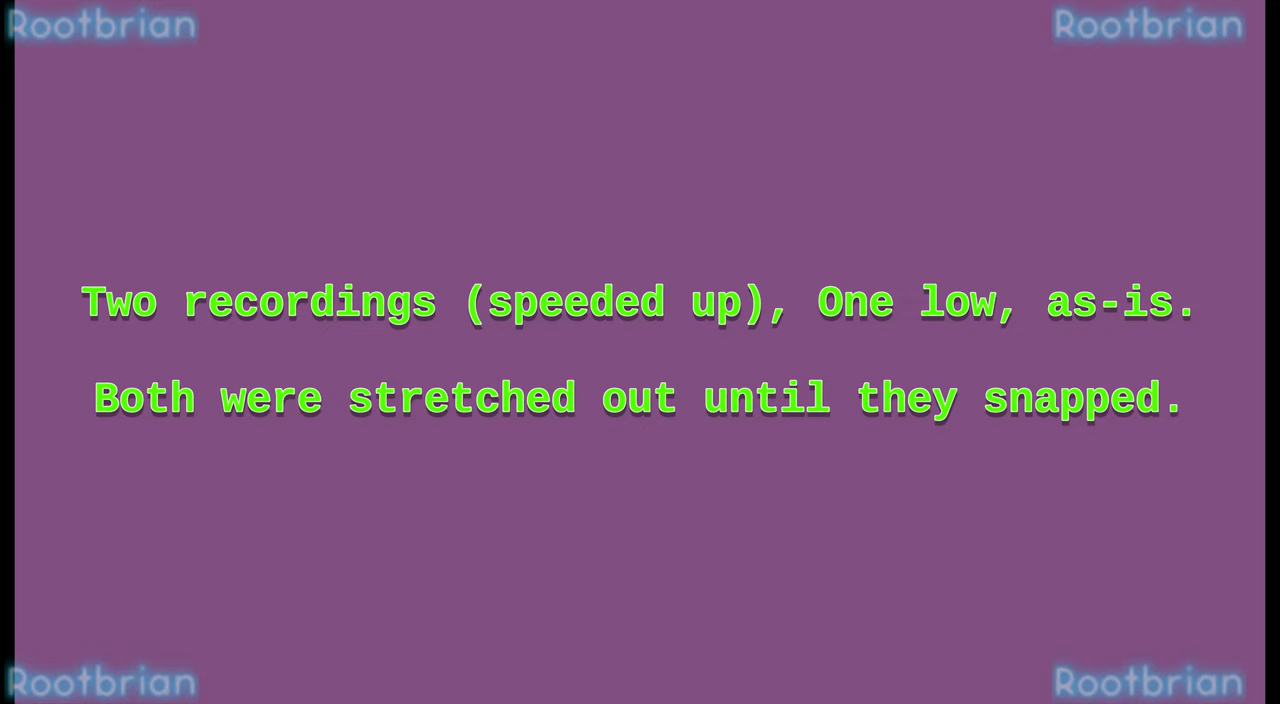 Rootbrian Rootbrian
Two recordings (speeded up), One low, as-is.
Both were stretched out until they snapped.
Rootbrian Rootbrian